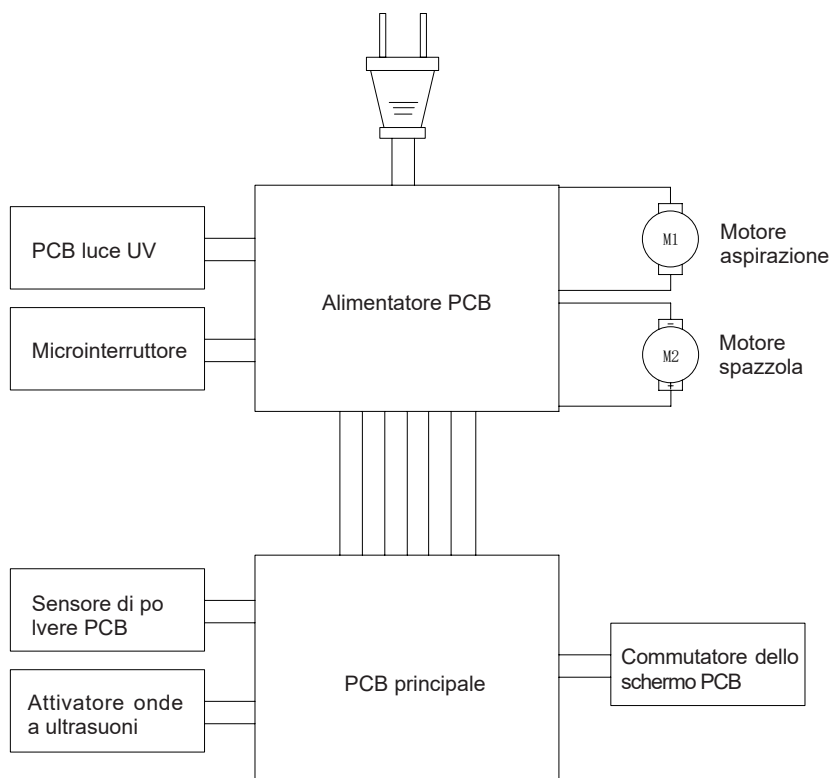 PCB luce UV
Microinterruttore
Alimentatore PCB
M1
Motore
aspirazione
−
M2
+
Motore
spazzola
Sensore di po
lvere PCB
Attivatore onde
a ultrasuoni
PCB principale
Commutatore dello
schermo PCB